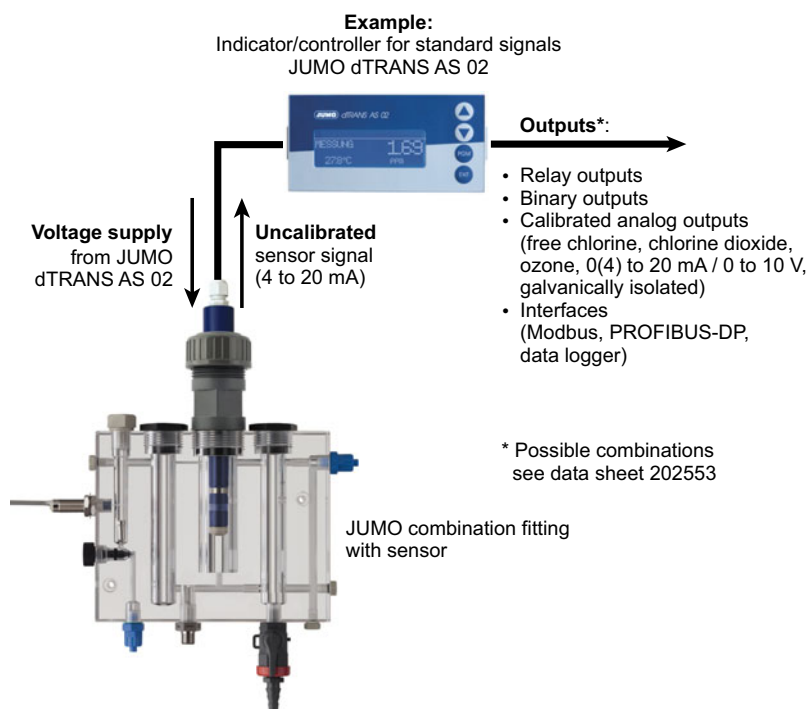 Example:
Indicator/controller for standard signals
JUMO dTRANS AS 02
JUMO dTRANS AS 02
MESSUNG 1.69
27.8°C PPM
PGM
EXIT
Outputs*:
• Relay outputs
• Binary outputs
• Calibrated analog outputs
(free chlorine, chlorine dioxide,
ozone, 0(4) to 20 mA / 0 to 10 V,
galvanically isolated)
• Interfaces
(Modbus, PROFIBUS-DP,
data logger)
Voltage supply
from JUMO
dTRANS AS 02
Uncalibrated
sensor signal
(4 to 20 mA)
* Possible combinations
see data sheet 202553
JUMO combination fitting
with sensor